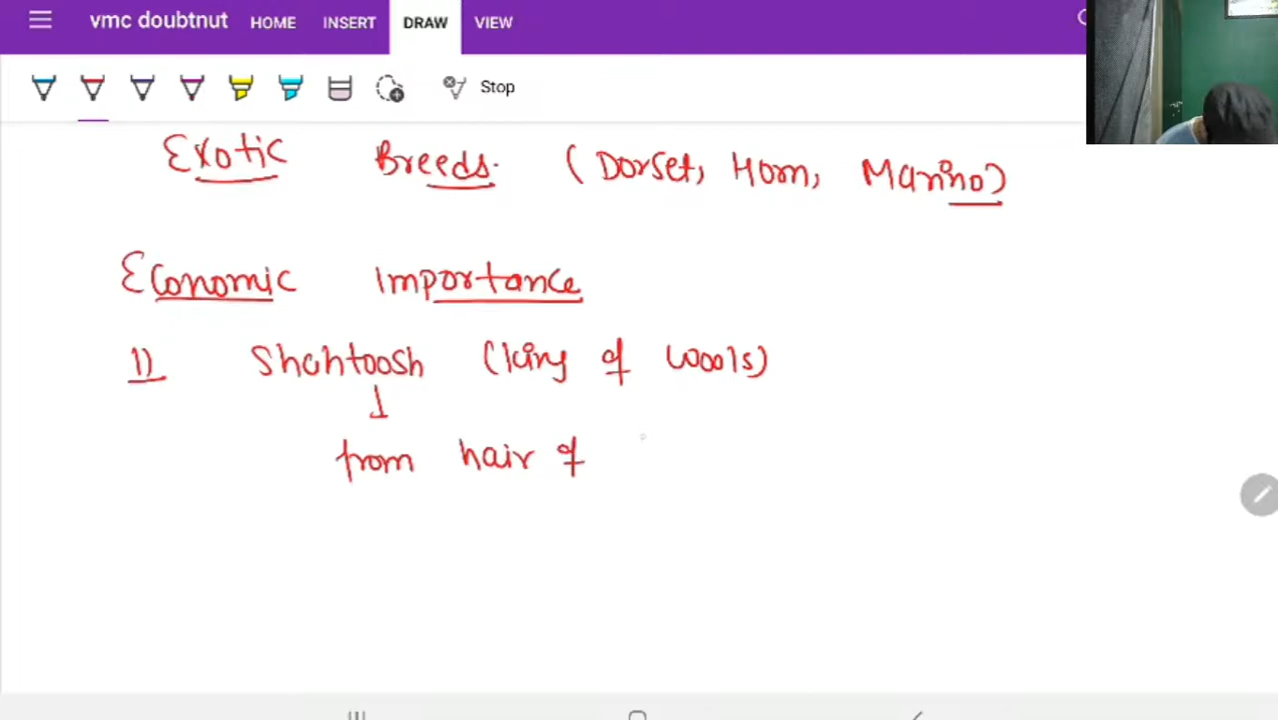 vmc doubtnut HOME INSERT DRAW VIEW
Stop
Exotic Breeds. (Dorset, Horn, Marino)
Economic Importance
1) Shahtoosh (king of wools)
from hair of